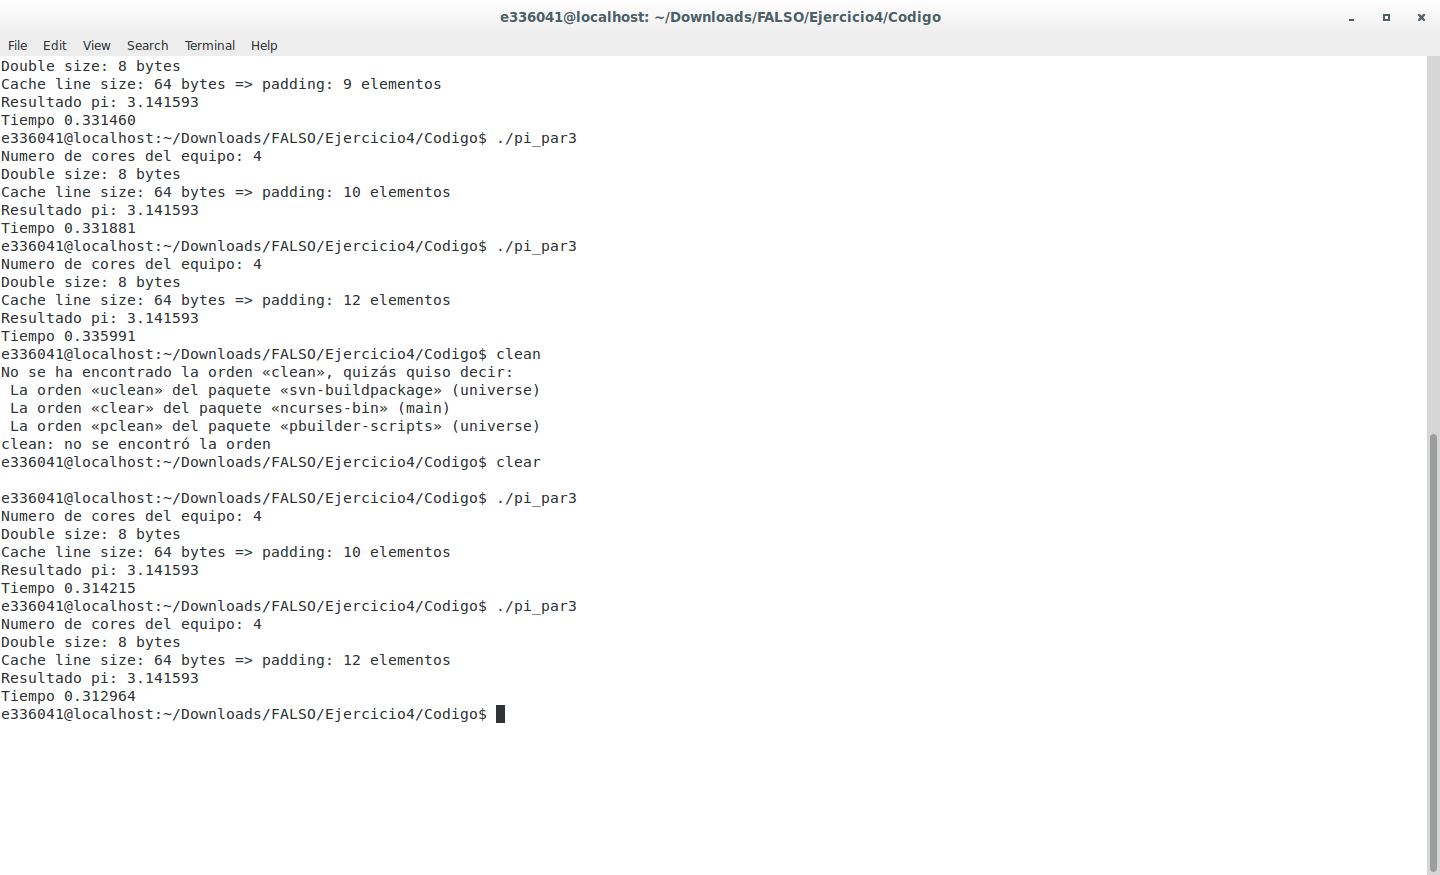 e336041@localhost: ~/Downloads/FALSO/Ejercicio4/Codigo
File Edit View Search Terminal Help
Double size: 8 bytes
Cache line size: 64 bytes => padding: 9 elementos
Resultado pi: 3.141593
Tiempo 0.331460
e336041@localhost:~/Downloads/FALSO/Ejercicio4/Codigo$ ./pi_par3
Numero de cores del equipo: 4
Double size: 8 bytes
Cache line size: 64 bytes => padding: 10 elementos
Resultado pi: 3.141593
Tiempo 0.331881
e336041@localhost:~/Downloads/FALSO/Ejercicio4/Codigo$ ./pi_par3
Numero de cores del equipo: 4
Double size: 8 bytes
Cache line size: 64 bytes => padding: 12 elementos
Resultado pi: 3.141593
Tiempo 0.335991
e336041@localhost:~/Downloads/FALSO/Ejercicio4/Codigo$ clean
No se ha encontrado la orden «clean», quizás quiso decir:
 La orden «uclean» del paquete «svn-buildpackage» (universe)
 La orden «clear» del paquete «ncurses-bin» (main)
 La orden «pclean» del paquete «pbuilder-scripts» (universe)
clean: no se encontró la orden
e336041@localhost:~/Downloads/FALSO/Ejercicio4/Codigo$ clear
e336041@localhost:~/Downloads/FALSO/Ejercicio4/Codigo$ ./pi_par3
Numero de cores del equipo: 4
Double size: 8 bytes
Cache line size: 64 bytes => padding: 10 elementos
Resultado pi: 3.141593
Tiempo 0.314215
e336041@localhost:~/Downloads/FALSO/Ejercicio4/Codigo$ ./pi_par3
Numero de cores del equipo: 4
Double size: 8 bytes
Cache line size: 64 bytes => padding: 12 elementos
Resultado pi: 3.141593
Tiempo 0.312964
e336041@localhost:~/Downloads/FALSO/Ejercicio4/Codigo$